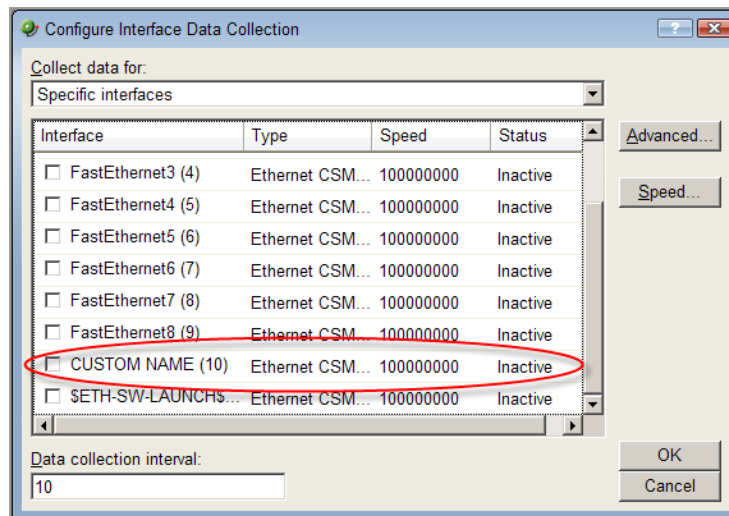 Configure Interface Data Collection
Collect data for:
Specific interfaces
Interface Type Speed Status
Advanced...
FastEthernet3 (4) Ethernet CSM... 100000000 Inactive
Speed...
FastEthernet4 (5) Ethernet CSM... 100000000 Inactive
FastEthernet5 (6) Ethernet CSM... 100000000 Inactive
FastEthernet6 (7) Ethernet CSM... 100000000 Inactive
FastEthernet7 (8) Ethernet CSM... 100000000 Inactive
FastEthernet8 (9) Ethernet CSM... 100000000 Inactive
CUSTOM NAME (10) Ethernet CSM... 100000000 Inactive
$ETH-SW-LAUNCH$... Ethernet CSM... 100000000 Inactive
Data collection interval:
10
OK
Cancel